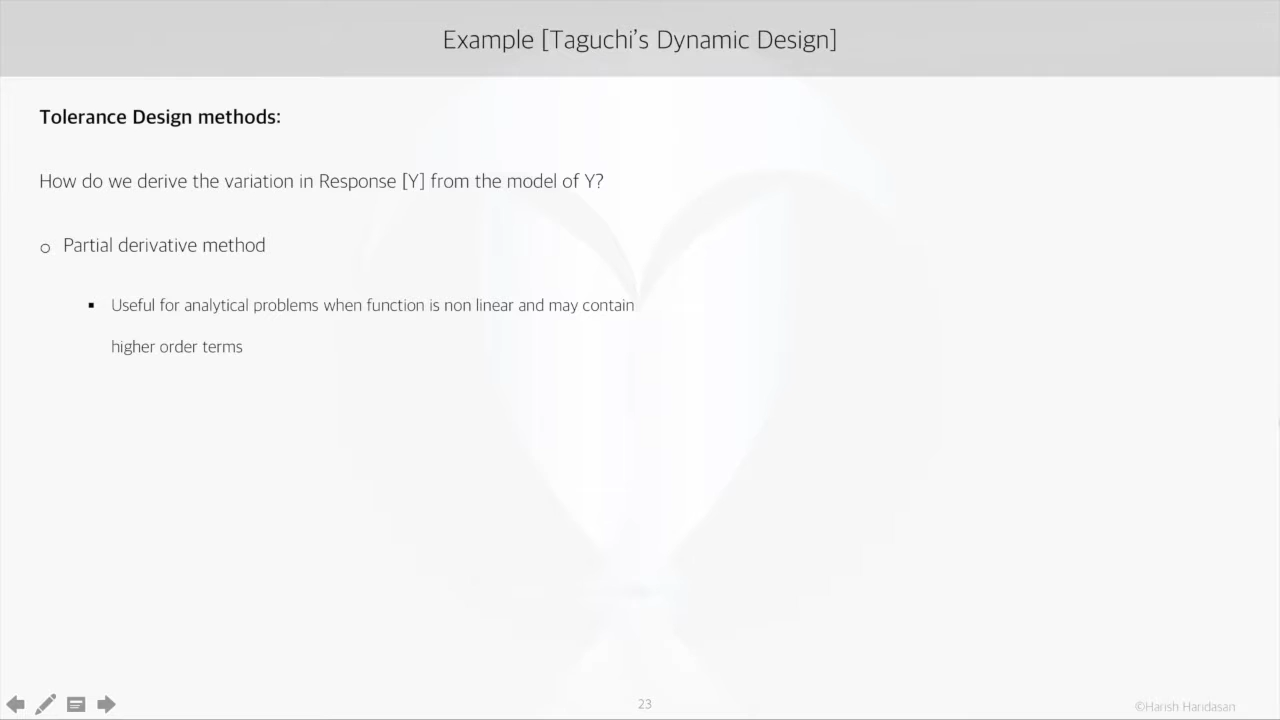 Example [Taguchi’s Dynamic Design]
Tolerance Design methods:
How do we derive the variation in Response [Y] from the model of Y?
o Partial derivative method
▪ Useful for analytical problems when function is non linear and may contain
higher order terms
23
©Harish Haridasan